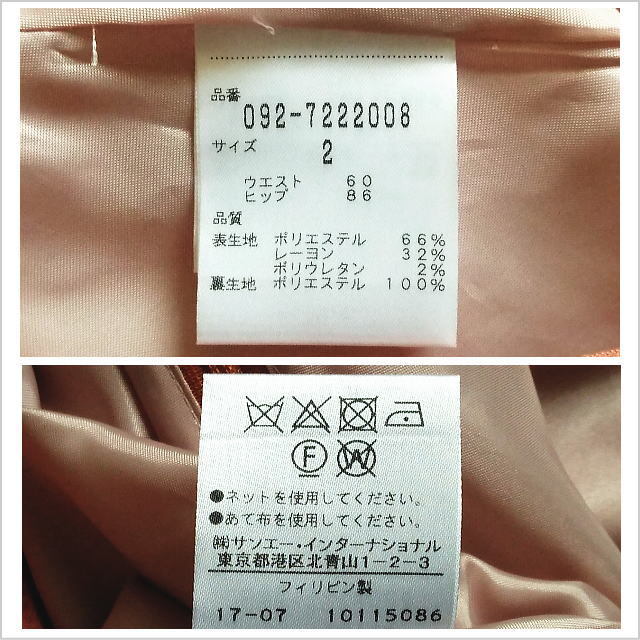 品番
092-7222008
サイズ
2
ウエスト 60
ヒップ 86
品質
表生地 ポリエステル 66%
レーヨン 32%
ポリウレタン 2%
裏生地 ポリエステル 100%
F W
●ネットを使用してください。
●あて布を使用してください。
㈱サンエー・インターナショナル
東京都港区北青山1-2-3
フィリピン製
17-07 10115086